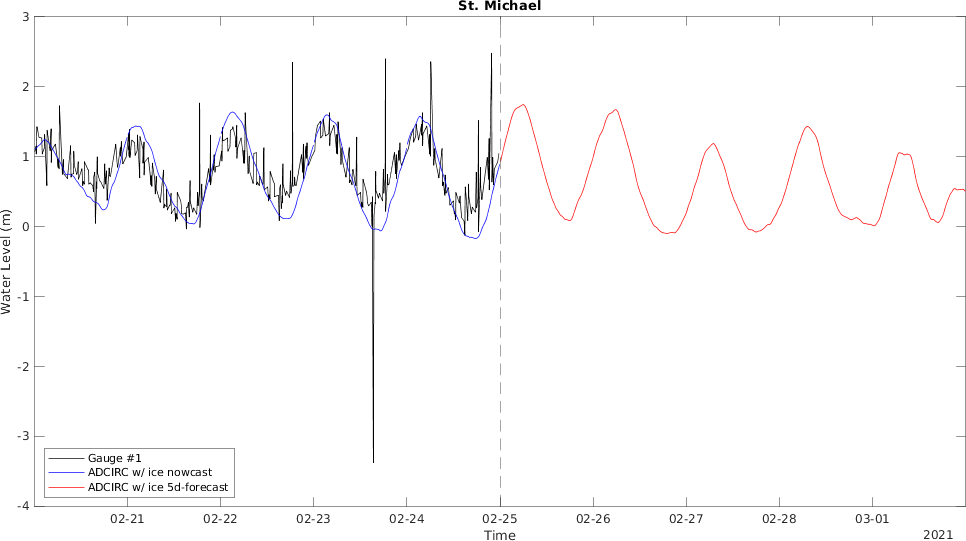 St. Michael
Water Level (m)
3
2
1
0
-1
-2
-3
-4
Gauge #1
ADCIRC w/ ice nowcast
ADCIRC w/ ice 5d-forecast
02-21 02-22 02-23 02-24 02-25 02-26 02-27 02-28 03-01
Time
2021